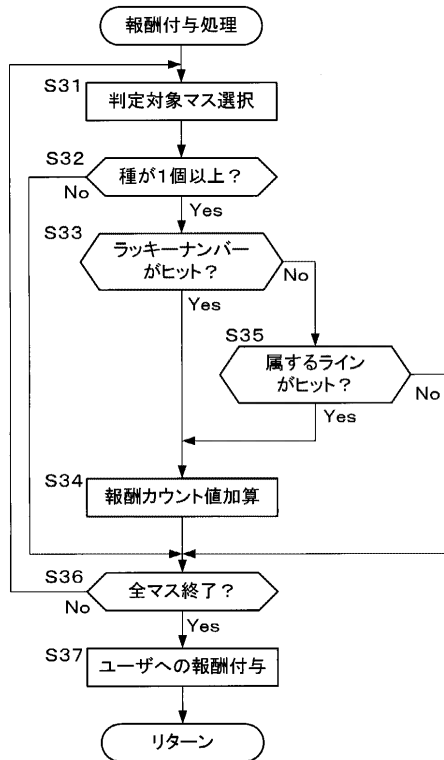 報酬付与処理
S31
判定対象マス選択
S32
種が1個以上?
No
Yes
S33
ラッキーナンバー
がヒット?
No
Yes
S35
属するライン
がヒット?
No
Yes
S34
報酬カウント値加算
S36
全マス終了?
No
Yes
S37
ユーザへの報酬付与
リターン